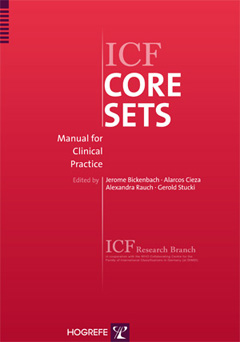 ICF
CORE
SETS
Manual for
Clinical
Practice
Edited by
Jerome Bickenbach · Alarcos Cieza
Alexandra Rauch · Gerold Stucki
ICF Research Branch
HOGREFE